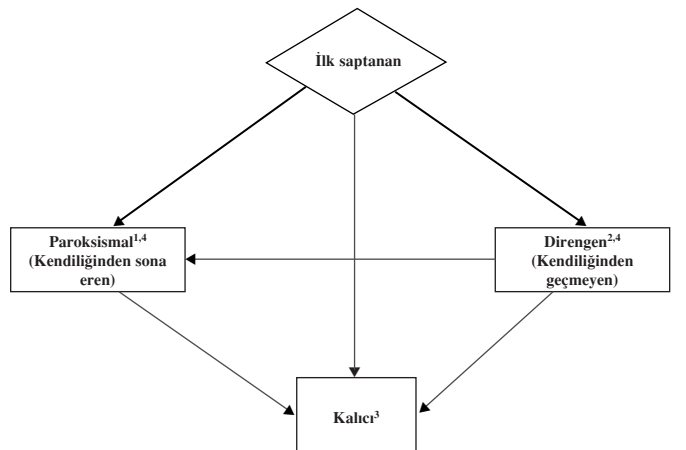 İlk saptanan
Paroksismal1,4
(Kendiliğinden sona
eren)
Direngen2,4
(Kendiliğinden
geçmeyen)
Kalıcı3